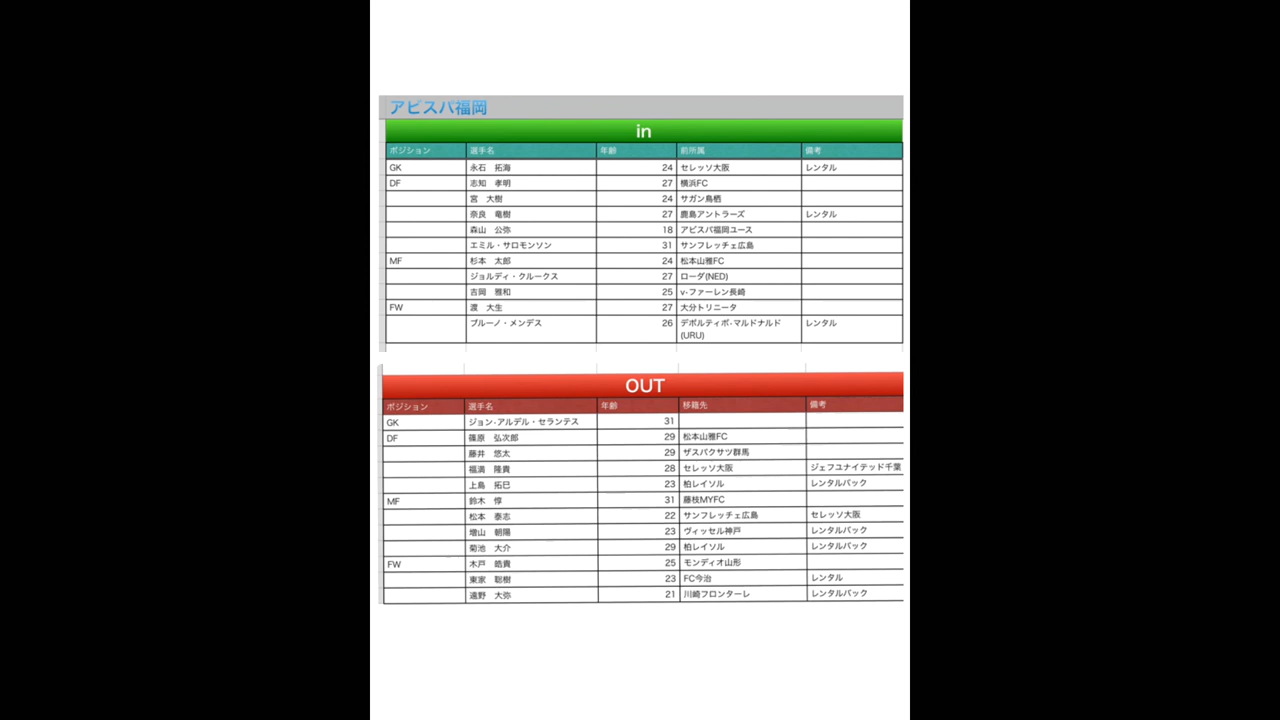 アビスパ福岡
in
ポジション 選手名 年齢 前所属 備考
GK 永石 拓海 24 セレッソ大阪 レンタル
DF 志知 孝明 27 横浜FC
宮 大樹 24 サガン鳥栖
奈良 竜樹 27 鹿島アントラーズ レンタル
森山 公弥 18 アビスパ福岡ユース
エミル・サロモンソン 31 サンフレッチェ広島
MF 杉本 太郎 24 松本山雅FC
ジョルディ・クルークス 27 ローダ(NED)
吉岡 雅和 25 v･ファーレン長崎
FW 渡 大生 27 大分トリニータ
ブルーノ・メンデス 26 デポルティボ･マルドナルド レンタル
(URU)
OUT
ポジション 選手名 年齢 移籍先 備考
GK ジョン･アルデル・セランテス 31
DF 篠原 弘次郎 29 松本山雅FC
藤井 悠太 29 ザスパクサツ群馬
福満 隆貴 28 セレッソ大阪 ジェフユナイテッド千葉
上島 拓巳 23 柏レイソル レンタルバック
MF 鈴木 惇 31 藤枝MYFC
松本 泰志 22 サンフレッチェ広島 セレッソ大阪
増山 朝陽 23 ヴィッセル神戸 レンタルバック
菊池 大介 29 柏レイソル レンタルバック
FW 木戸 皓貴 25 モンディオ山形
東家 聡樹 23 FC今治 レンタル
遠野 大弥 21 川崎フロンターレ レンタルバック